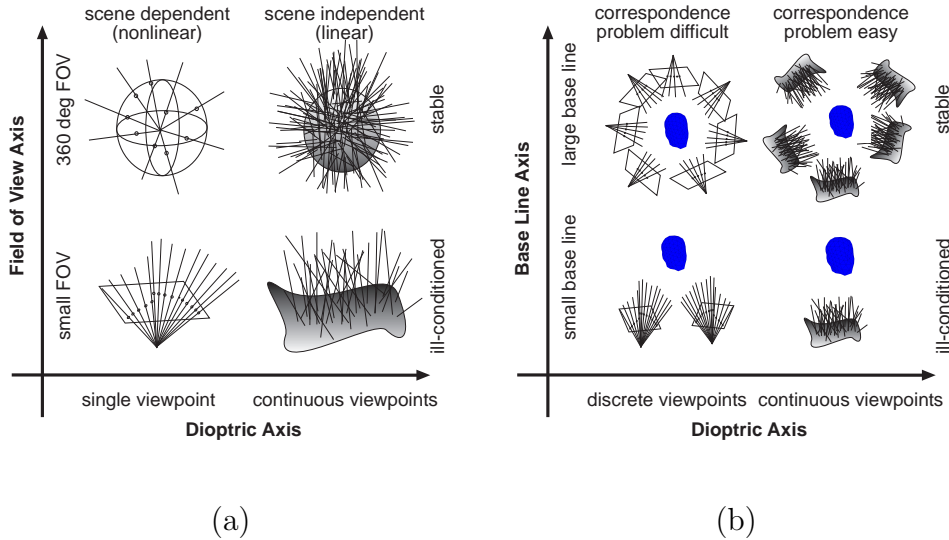 scene dependent
(nonlinear)
scene independent
(linear)
Field of View Axis
360 deg FOV
small FOV
stable
ill-conditioned
single viewpoint
continuous viewpoints
Dioptric Axis
(a)
correspondence
problem difficult
correspondence
problem easy
Base Line Axis
large base line
small base line
stable
ill-conditioned
discrete viewpoints
continuous viewpoints
Dioptric Axis
(b)